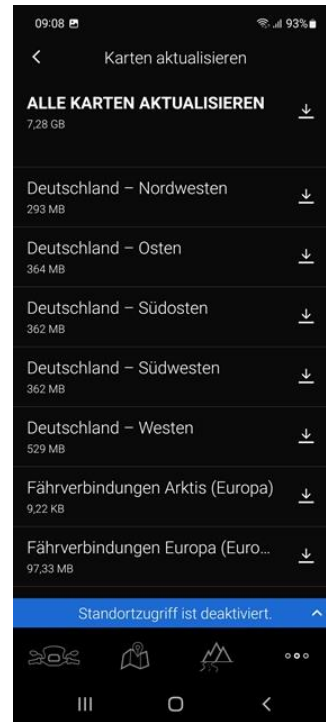 09:08 93%
Karten aktualisieren
ALLE KARTEN AKTUALISIEREN
7,28 GB
Deutschland – Nordwesten
293 MB
Deutschland – Osten
364 MB
Deutschland – Südosten
362 MB
Deutschland – Südwesten
362 MB
Deutschland – Westen
529 MB
Fährverbindungen Arktis (Europa)
9,22 KB
Fährverbindungen Europa (Euro...
97,33 MB
Standortzugriff ist deaktiviert.